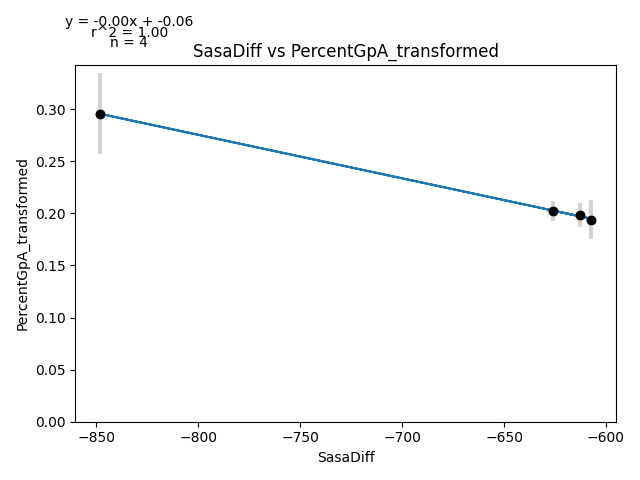 y = -0.00x + -0.06
r^2 = 1.00
n = 4
SasaDiff vs PercentGpA_transformed
PercentGpA_transformed
0.30
0.25
0.20
0.15
0.10
0.05
0.00
−850
−800
−750
−700
−650
−600
SasaDiff